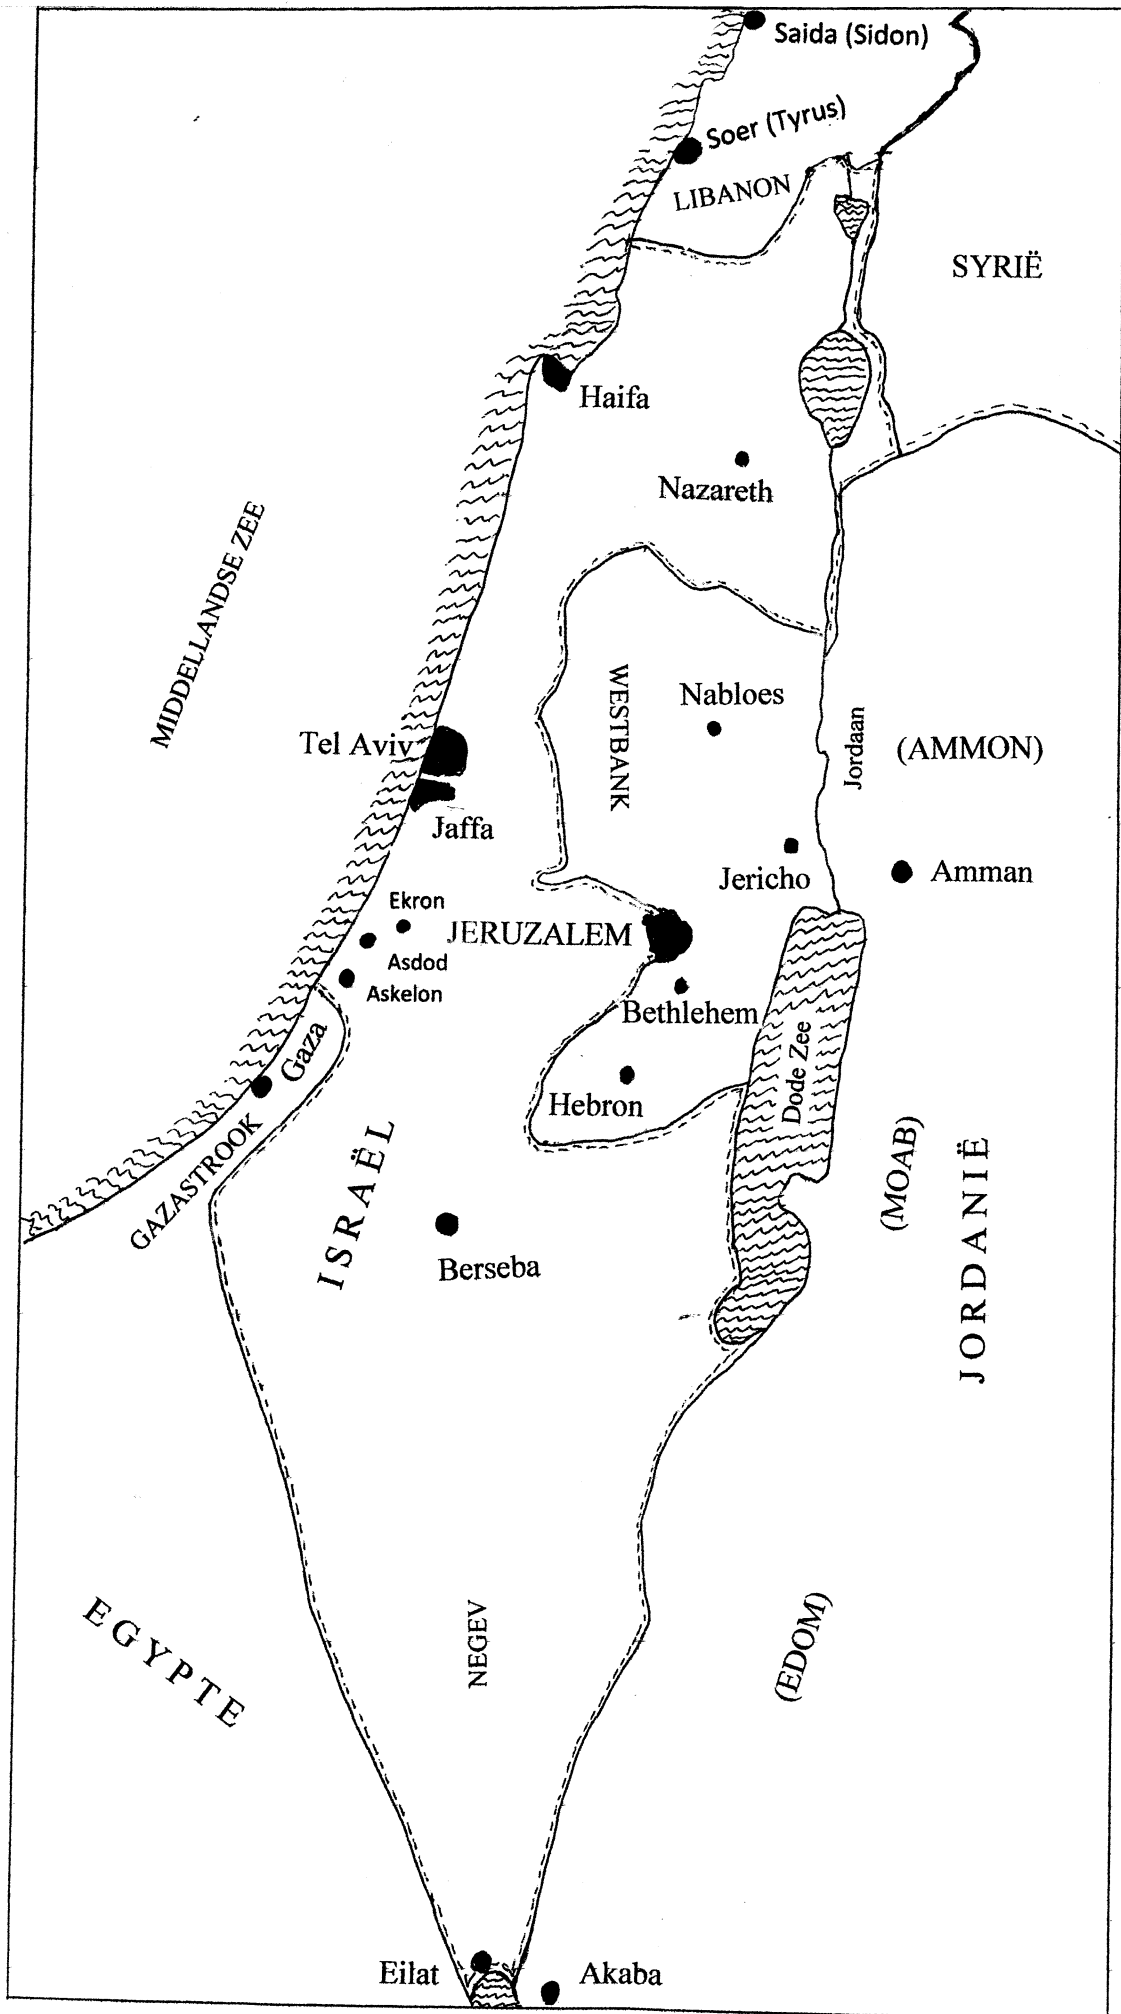 Saida (Sidon)
Soer (Tyrus)
LIBANON
SYRIË
Haifa
Nazareth
MIDDELLANDSE ZEE
WESTBANK
Nabloes
Jordaan
(AMMON)
Tel Aviv
Jaffa
Jericho
Amman
Ekron
JERUZALEM
Asdod
Askelon
Bethlehem
Gaza
Dode Zee
Hebron
GAZASTROOK
ISRAËL
(MOAB)
JORDANIË
Berseba
EGYPTE
NEGEV
(EDOM)
Eilat
Akaba